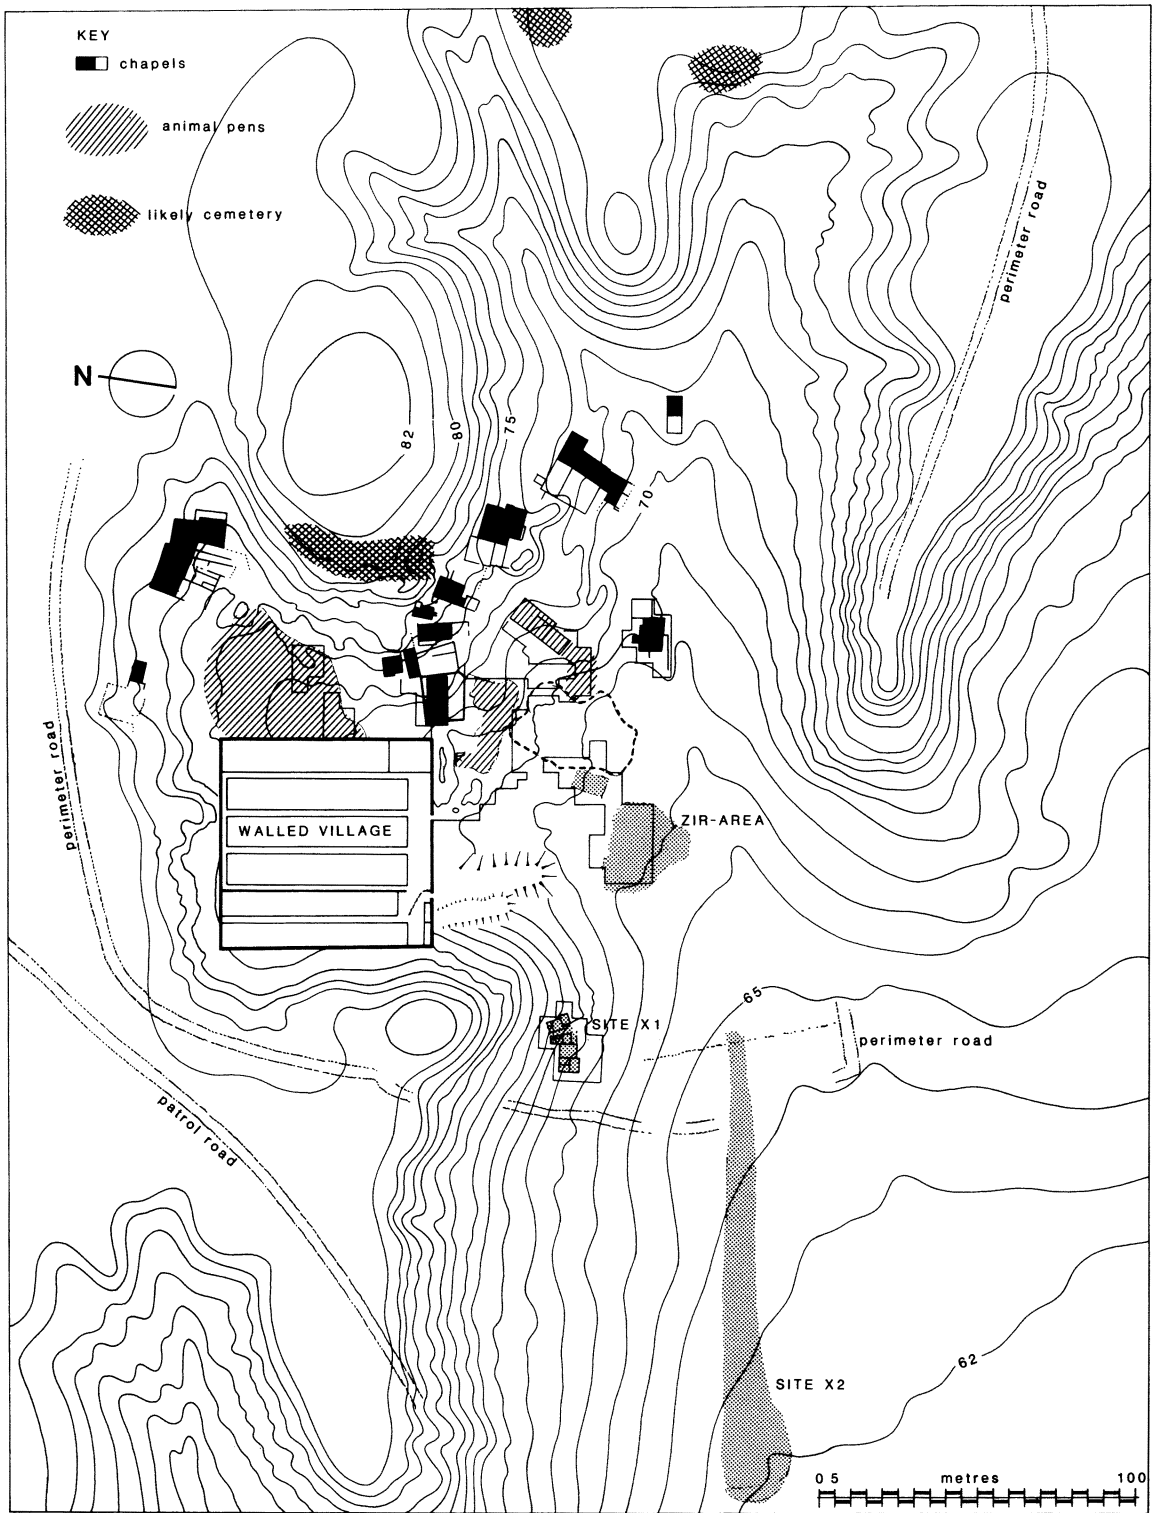 KEY
chapels
animal pens
likely cemetery
N
perimeter road
82
80
75
70
perimeter road
WALLED VILLAGE
ZIR-AREA
65
SITE X1
perimeter road
patrol road
62
SITE X2
0 5 metres 100